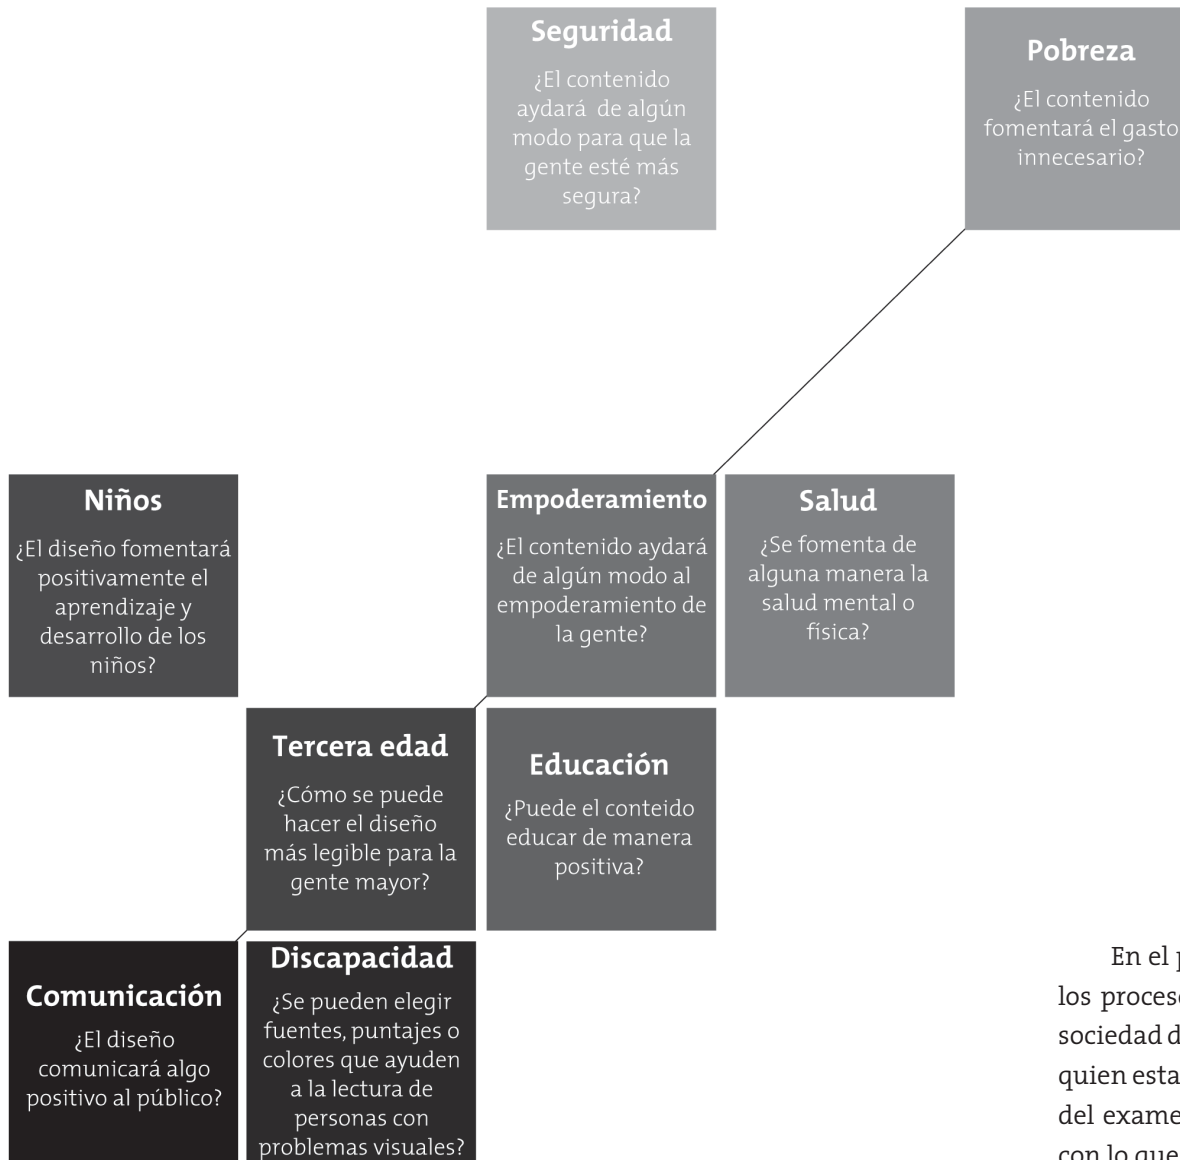 Seguridad
¿El contenido
aydará de algún
modo para que la
gente esté más
segura?
Pobreza
¿El contenido
fomentará el gasto
innecesario?
Niños
¿El diseño fomentará
positivamente el
aprendizaje y
desarrollo de los
niños?
Empoderamiento
¿El contenido aydará
de algún modo al
empoderamiento de
la gente?
Salud
¿Se fomenta de
alguna manera la
salud mental o
física?
Tercera edad
¿Cómo se puede
hacer el diseño
más legible para la
gente mayor?
Educación
¿Puede el conteido
educar de manera
positiva?
Comunicación
¿El diseño
comunicará algo
positivo al público?
Discapacidad
¿Se pueden elegir
fuentes, puntajes o
colores que ayuden
a la lectura de
personas con
problemas visuales?
En el
los
sociedad
quien
del
con lo que